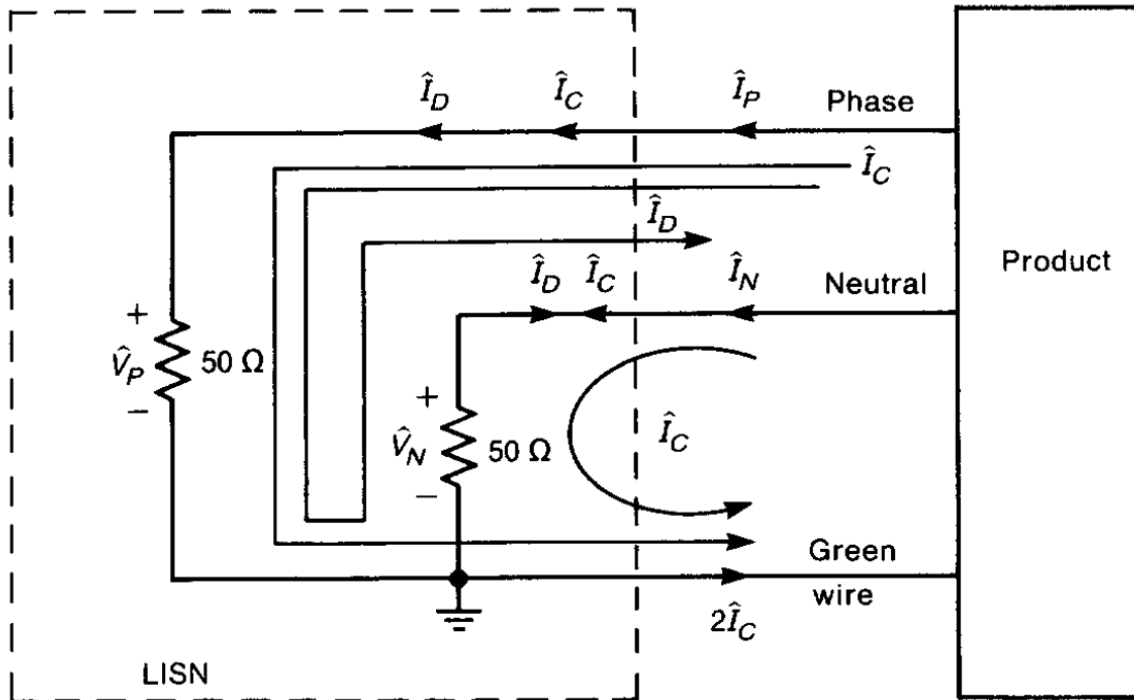 Î_D Î_C Î_P Phase
Î_C
Î_D
Î_D Î_C Î_N Neutral
Product
+
V̂_P 50 Ω
−
+
V̂_N 50 Ω
−
Î_C
Green
wire
2Î_C
LISN